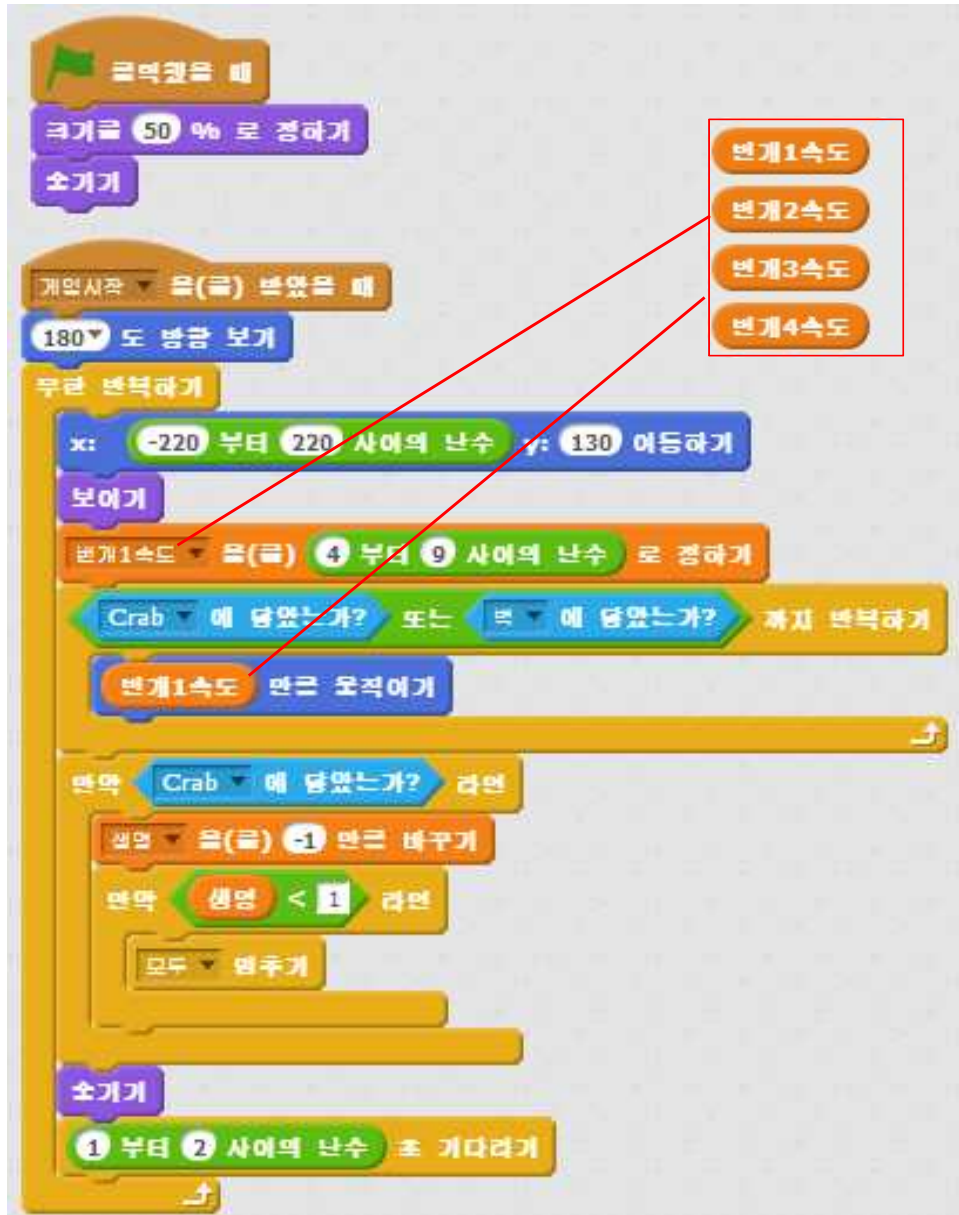 클릭했을 때
크기를 50 % 로 정하기
숨기기
번개1속도
번개2속도
번개3속도
번개4속도
게임시작 을(를) 받았을 때
180 도 방향 보기
무한 반복하기
x: -220 부터 220 사이의 난수 y: 130 이동하기
보이기
번개1속도 을(를) 4 부터 9 사이의 난수 로 정하기
Crab 에 닿았는가? 또는 벽 에 닿았는가? 까지 반복하기
번개1속도 만큼 움직이기
만약 Crab 에 닿았는가? 라면
생명 을(를) -1 만큼 바꾸기
만약 생명 < 1 라면
모두 멈추기
숨기기
1 부터 2 사이의 난수 초 기다리기